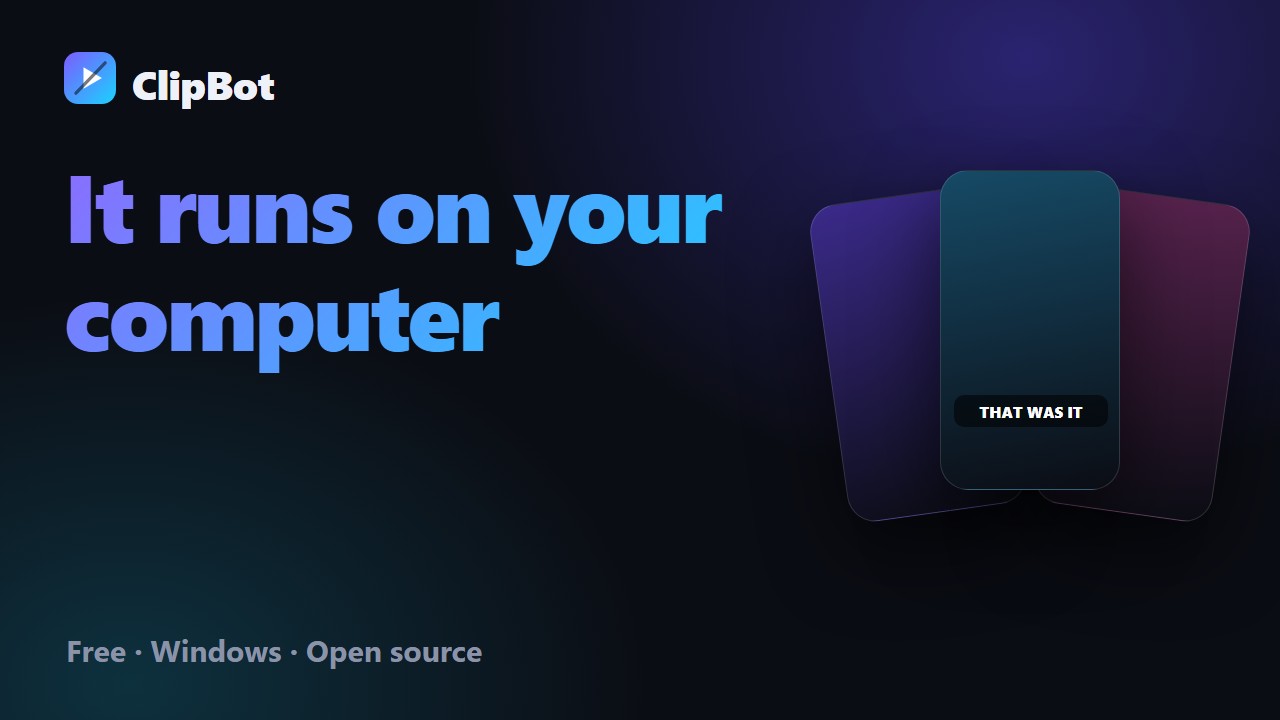 ClipBot
It runs on your
computer
THAT WAS IT
Free · Windows · Open source